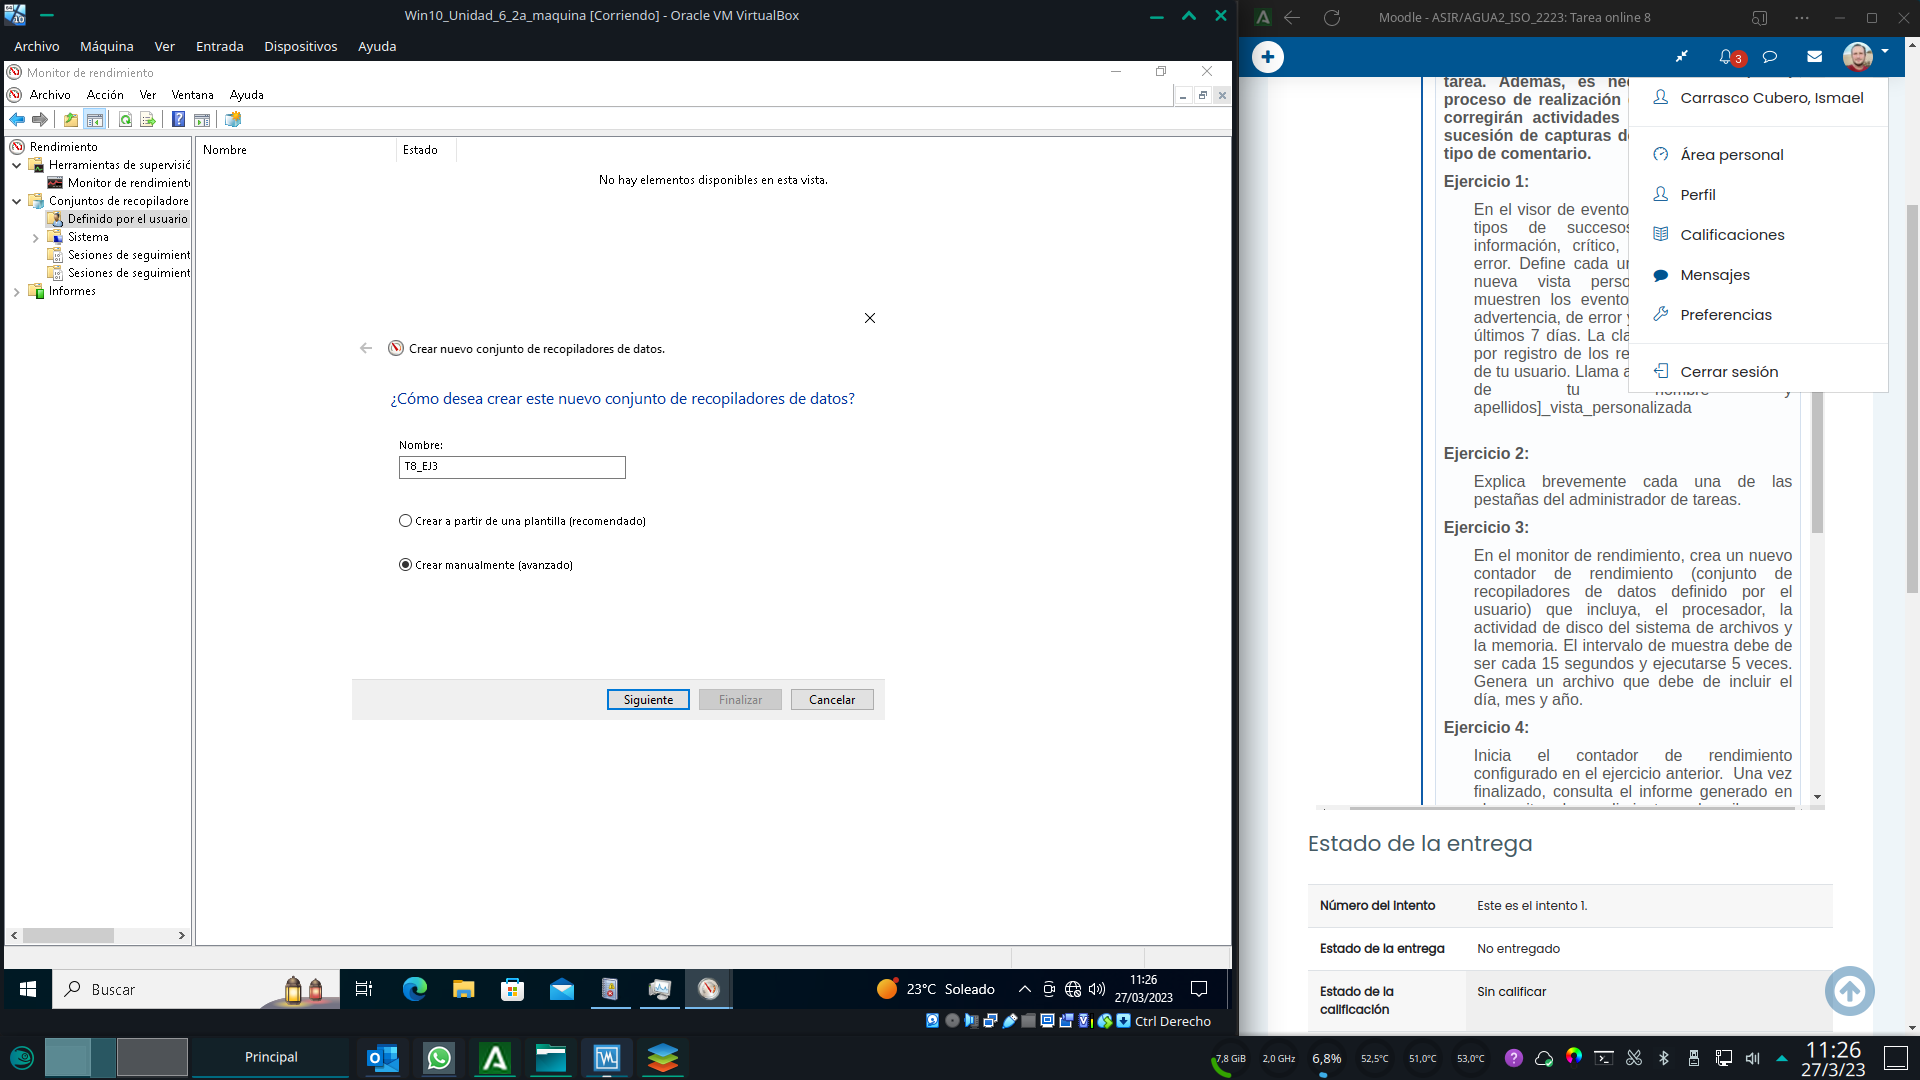 Win10_Unidad_6_2a_maquina [Corriendo] - Oracle VM VirtualBox
Archivo Máquina Ver Entrada Dispositivos Ayuda
Monitor de rendimiento
Archivo Acción Ver Ventana Ayuda
Rendimiento
Herramientas de supervisió
Monitor de rendimiento
Conjuntos de recopiladore
Definido por el usuario
Sistema
Sesiones de seguimient
Sesiones de seguimient
Informes
Nombre Estado
No hay elementos disponibles en esta vista.
Crear nuevo conjunto de recopiladores de datos.
¿Cómo desea crear este nuevo conjunto de recopiladores de datos?
Nombre:
T8_EJ3
Crear a partir de una plantilla (recomendado)
Crear manualmente (avanzado)
Siguiente Finalizar Cancelar
Buscar
23°C Soleado
11:26
27/03/2023
Ctrl Derecho
Moodle - ASIR/AGUA2_ISO_2223: Tarea online 8
3
Carrasco Cubero, Ismael
Área personal
Perfil
Calificaciones
Mensajes
Preferencias
Cerrar sesión
tarea. Además, es ne
proceso de realización
corregirán actividades
sucesión de capturas d
tipo de comentario.
Ejercicio 1:
En el visor de evento
tipos de sucesos
información, crítico,
error. Define cada u
nueva vista perso
muestren los evento
advertencia, de error y
últimos 7 días. La cla
por registro de los re
de tu usuario. Llama a
de tu nombre y
apellidos]_vista_personalizada
Ejercicio 2:
Explica brevemente cada una de las
pestañas del administrador de tareas.
Ejercicio 3:
En el monitor de rendimiento, crea un nuevo
contador de rendimiento (conjunto de
recopiladores de datos definido por el
usuario) que incluya, el procesador, la
actividad de disco del sistema de archivos y
la memoria. El intervalo de muestra debe de
ser cada 15 segundos y ejecutarse 5 veces.
Genera un archivo que debe de incluir el
día, mes y año.
Ejercicio 4:
Inicia el contador de rendimiento
configurado en el ejercicio anterior. Una vez
finalizado, consulta el informe generado en
Estado de la entrega
Número del intento Este es el intento 1.
Estado de la entrega No entregado
Estado de la calificación Sin calificar
Principal
7,8 GiB 2,0 GHz 6,8% 52,5°C 51,0°C 53,0°C
11:26
27/3/23